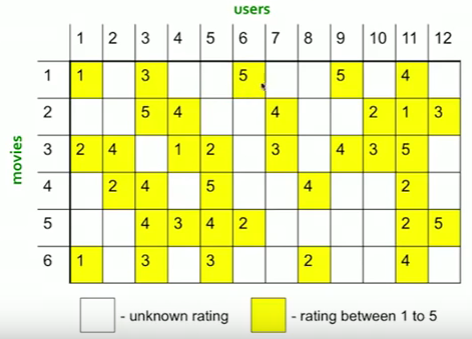 users
1 2 3 4 5 6 7 8 9 10 11 12
1 1 3 5 5 4
2 5 4 4 2 1 3
movies
3 2 4 1 2 3 4 3 5
4 2 4 5 4 2
5 4 3 4 2 2 5
6 1 3 3 2 4
- unknown rating - rating between 1 to 5